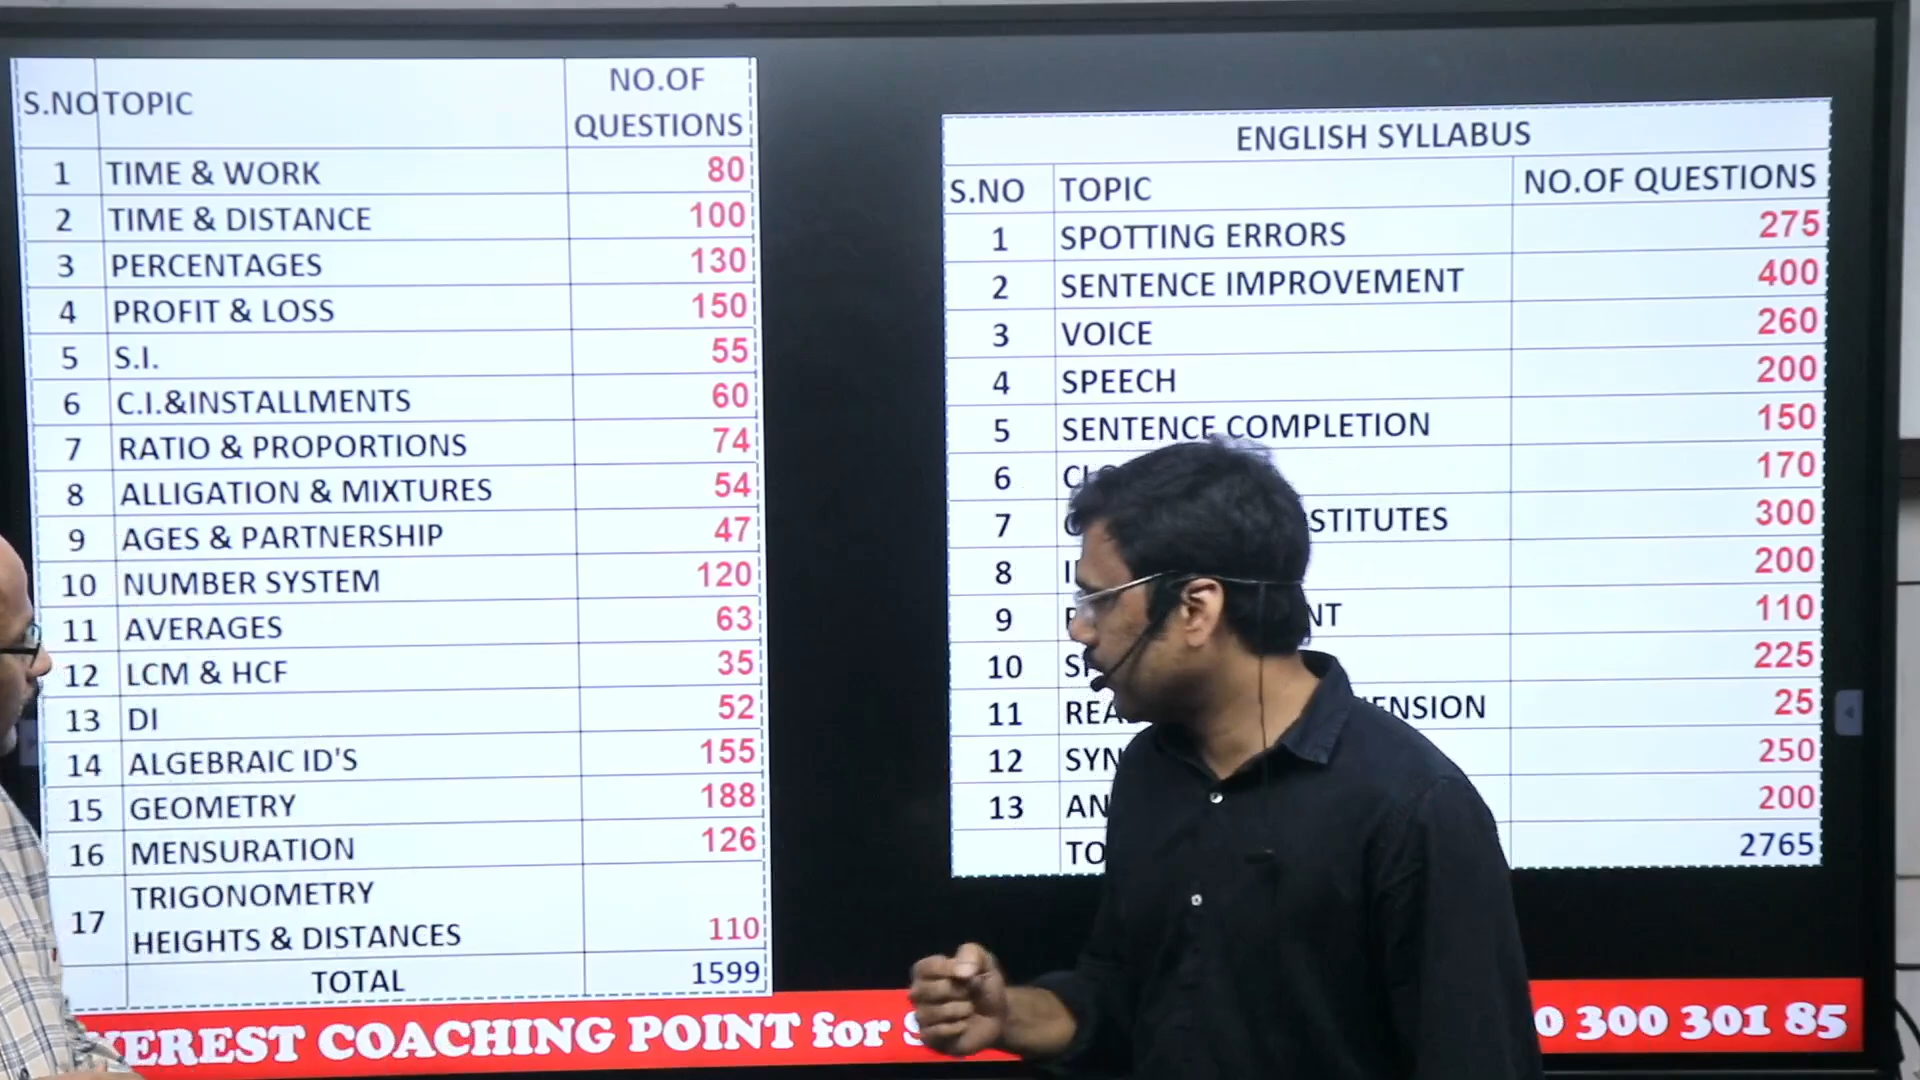 S.NO TOPIC NO.OF QUESTIONS
1 TIME & WORK 80
2 TIME & DISTANCE 100
3 PERCENTAGES 130
4 PROFIT & LOSS 150
5 S.I. 55
6 C.I.&INSTALLMENTS 60
7 RATIO & PROPORTIONS 74
8 ALLIGATION & MIXTURES 54
9 AGES & PARTNERSHIP 47
10 NUMBER SYSTEM 120
11 AVERAGES 63
12 LCM & HCF 35
13 DI 52
14 ALGEBRAIC ID'S 155
15 GEOMETRY 188
16 MENSURATION 126
17 TRIGONOMETRY
HEIGHTS & DISTANCES 110
TOTAL 1599
ENGLISH SYLLABUS
S.NO TOPIC NO.OF QUESTIONS
1 SPOTTING ERRORS 275
2 SENTENCE IMPROVEMENT 400
3 VOICE 260
4 SPEECH 200
5 SENTENCE COMPLETION 150
6 170
7 300
8 200
9 110
10 225
11 25
12 250
13 200
2765
COACHING POINT for
0 300 301 85